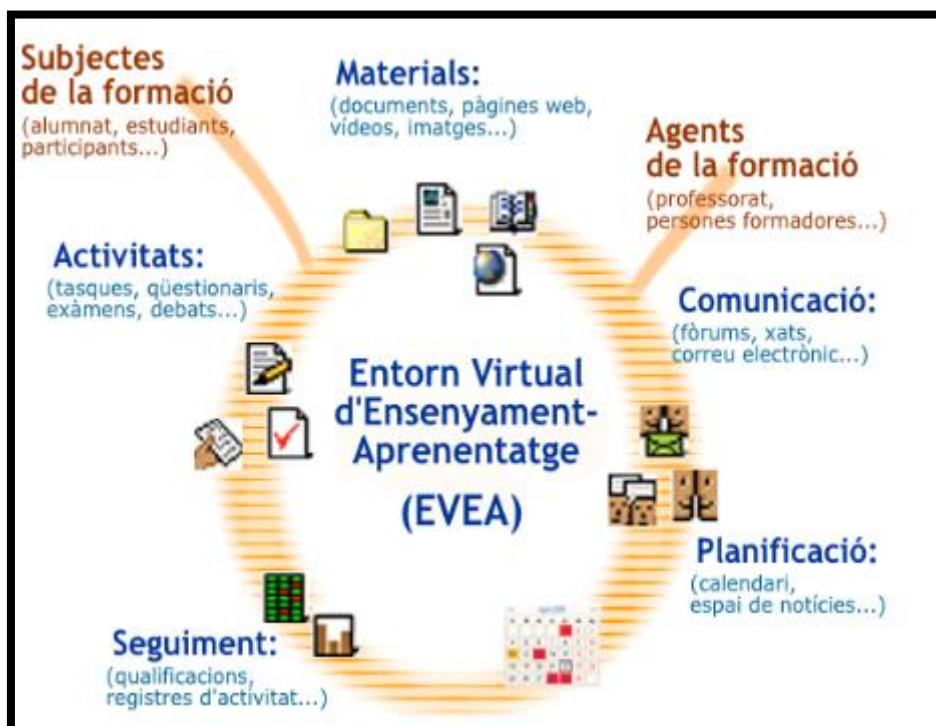 Subjectes
de la formació
(alumnat, estudiants,
participants...)
Materials:
(documents, pàgines web,
vídeos, imatges...)
Agents
de la formació
(professorat,
persones formadores...)
Activitats:
(tasques, qüestionaris,
exàmens, debats...)
Comunicació:
(fòrums, xats,
correu electrònic...)
Entorn Virtual
d'Ensenyament-
Aprenentatge
(EVEA)
Planificació:
(calendari,
espai de notícies...)
Seguiment:
(qualificacions,
registres d'activitat...)